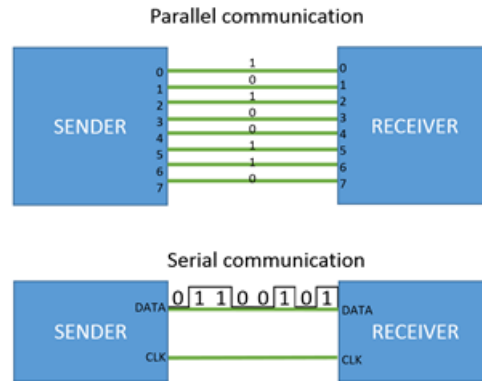 Parallel communication
SENDER
0
1
2
3
4
5
6
7
1
0
1
0
0
1
1
0
0
1
2
3
4
5
6
7
RECEIVER
Serial communication
SENDER
DATA
CLK
0 1 1 0 0 1 0 1
DATA
CLK
RECEIVER